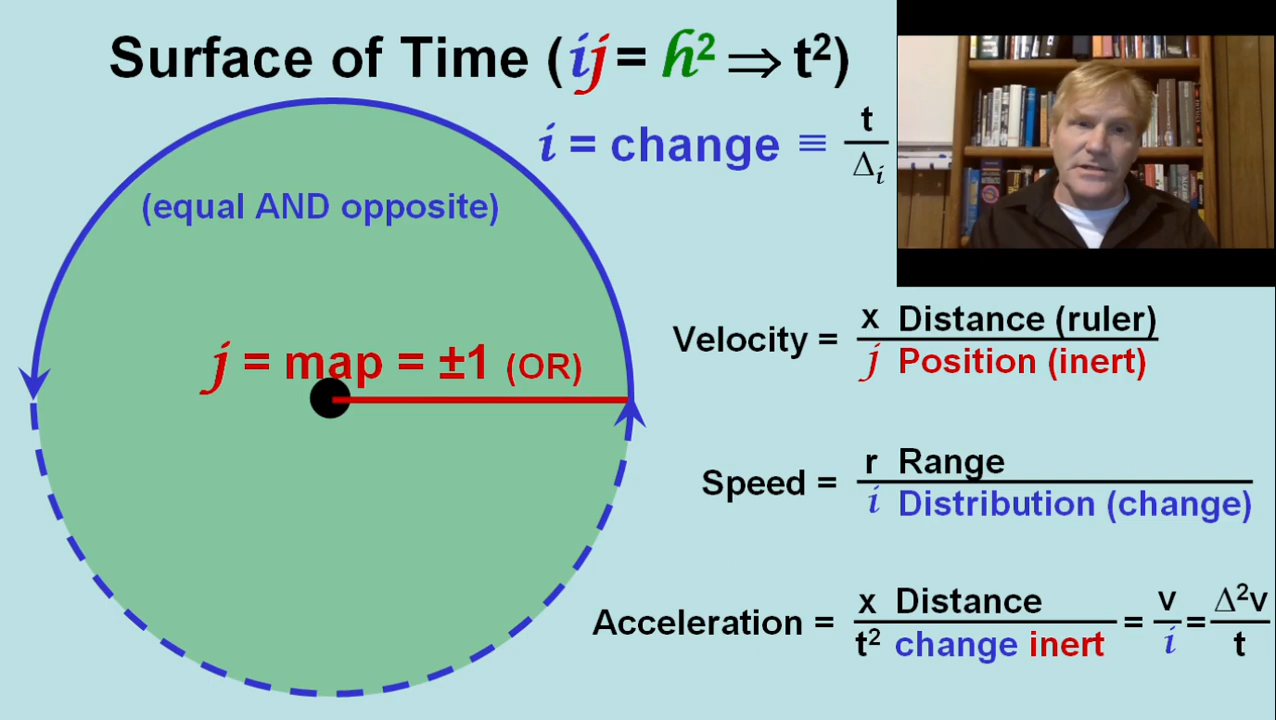 Surface of Time (ij = ℏ² ⇒ t²)
i = change ≡ t/Δᵢ
(equal AND opposite)
j = map = ±1 (OR)
Velocity = x Distance (ruler) / j Position (inert)
Speed = r Range / i Distribution (change)
Acceleration = x Distance / t² change inert = v/i = Δ²v/t